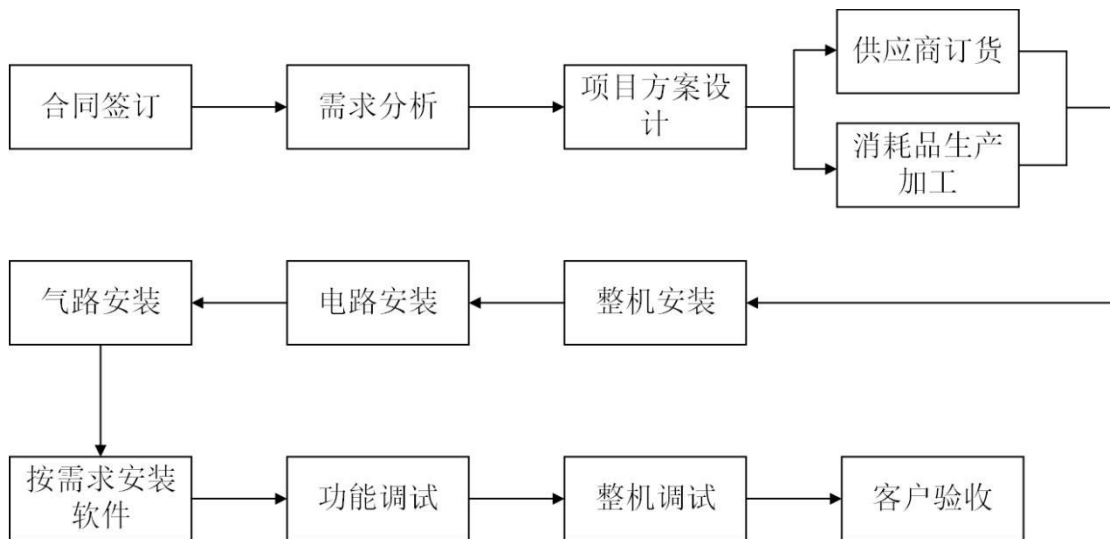 合同签订
需求分析
项目方案设
计
供应商订货
消耗品生产
加工
整机安装
电路安装
气路安装
按需求安装
软件
功能调试
整机调试
客户验收